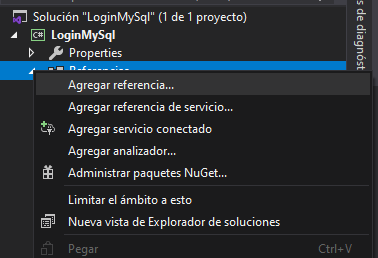 Solución "LoginMySql" (1 de 1 proyecto)
C# LoginMySql
Properties
Referencias
Agregar referencia...
Agregar referencia de servicio...
Agregar servicio conectado
Agregar analizador...
Administrar paquetes NuGet...
Limitar el ámbito a esto
Nueva vista de Explorador de soluciones
Pegar Ctrl+V
s de diagnóst